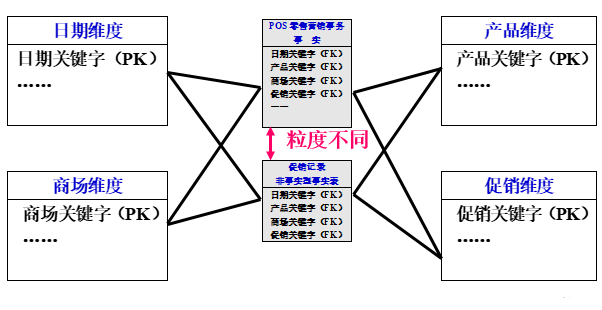 日期维度
日期关键字（PK）
……
商场维度
商场关键字（PK）
……
POS 零售营销事务
事 实
日期关键字（FK）
产品关键字（FK）
商场关键字（FK）
促销关键字（FK）
……
粒度不同
促销记录
非事实型事实表
日期关键字（FK）
产品关键字（FK）
商场关键字（FK）
促销关键字（FK）
产品维度
产品关键字（PK）
……
促销维度
促销关键字（PK）
……